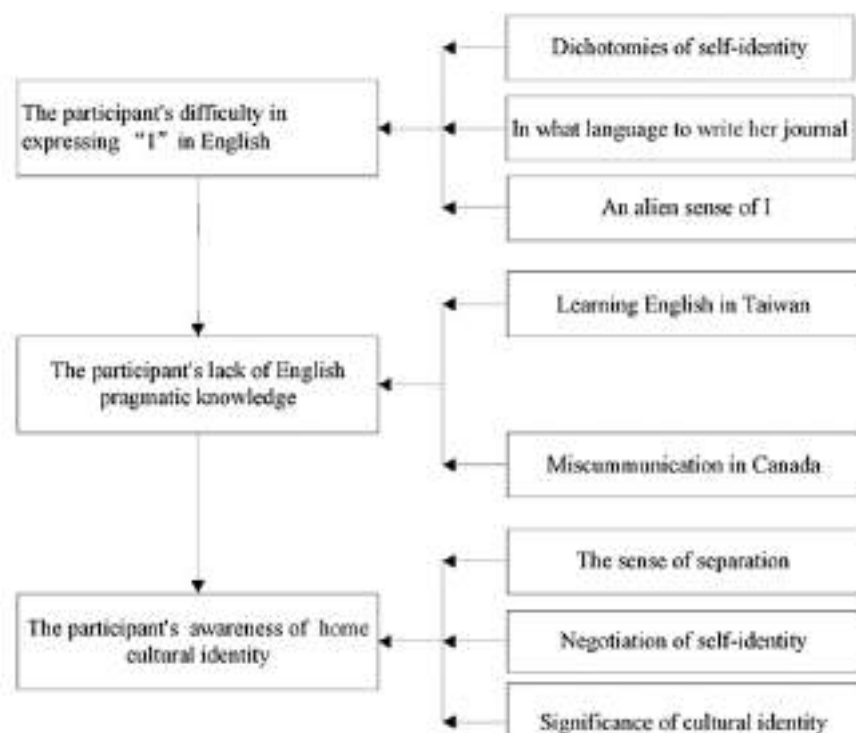 Dichotomies of self-identity
The participant's difficulty in
expressing “I” in English
In what language to write her journal
An alien sense of I
Learning English in Taiwan
The participant's lack of English
pragmatic knowledge
Miscummunication in Canada
The sense of separation
The participant's awareness of home
cultural identity
Negotiation of self-identity
Significance of cultural identity